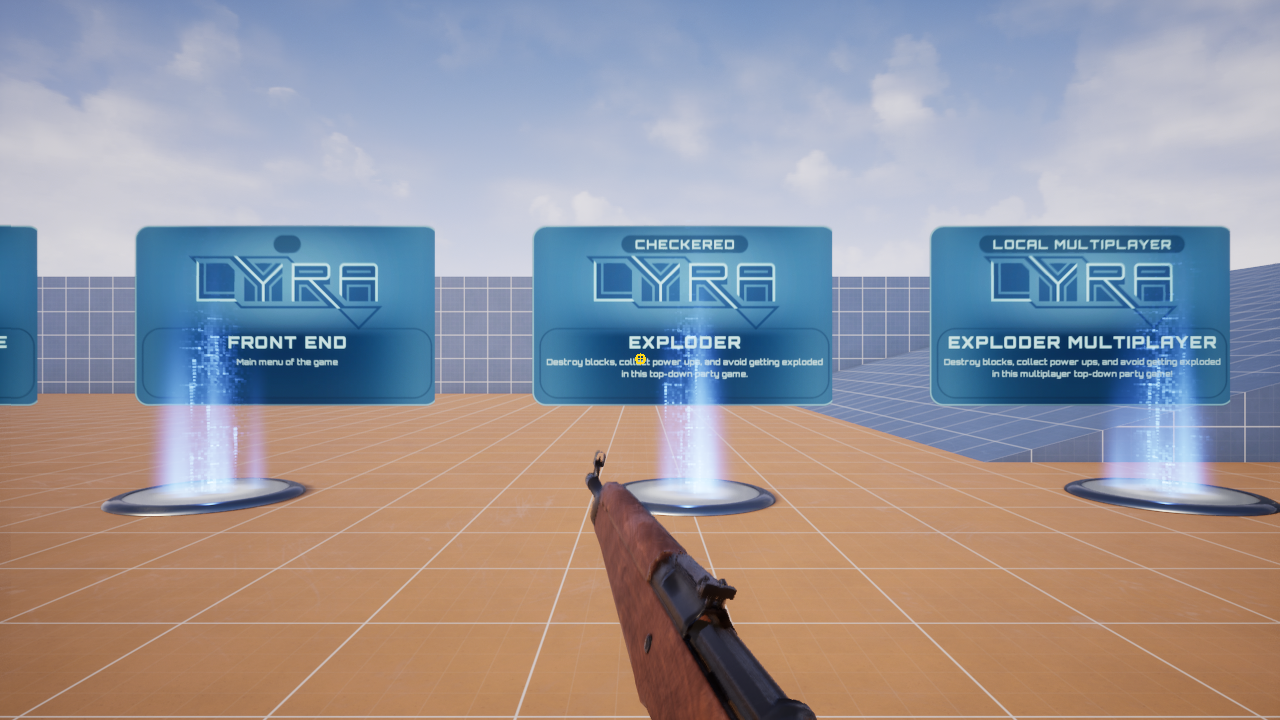 E
LYRA
FRONT END
Main menu of the game
CHECKERED
LYRA
EXPLODER
Destroy blocks, collect power ups, and avoid getting exploded
in this top-down party game.
LOCAL MULTIPLAYER
LYRA
EXPLODER MULTIPLAYER
Destroy blocks, collect power ups, and avoid getting exploded
in this multiplayer top-down party game!